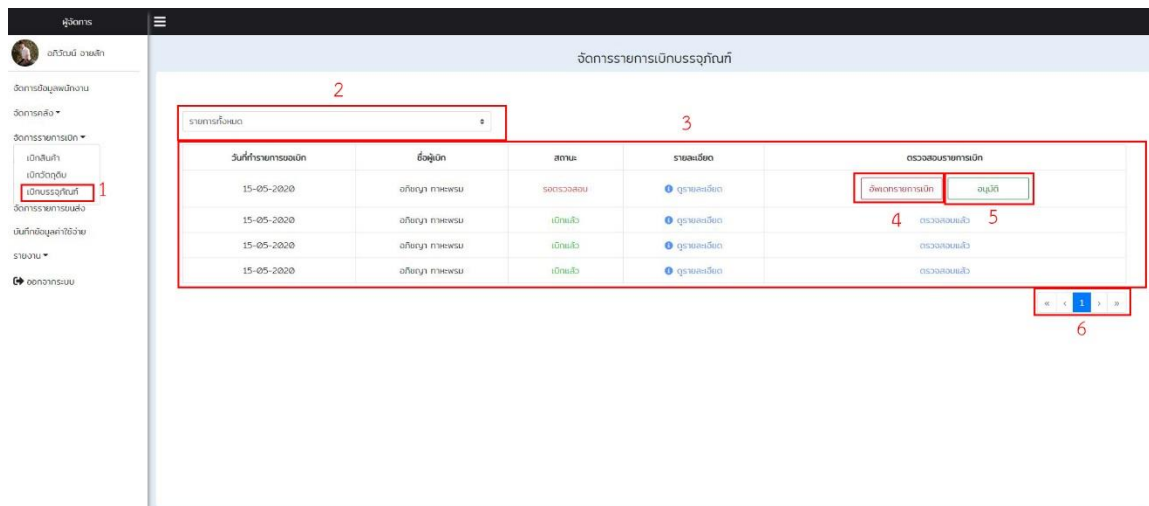 ผู้จัดการ
อภิวัฒน์ อายสัก
จัดการข้อมูลพนักงาน
จัดการคลัง
จัดการรายการเบิก
เบิกสินค้า
เบิกวัตถุดิบ
เบิกบรรจุภัณฑ์ 1
จัดการรายการขนส่ง
บันทึกข้อมูลค่าใช้จ่าย
รายงาน
ออกจากระบบ
จัดการรายการเบิกบรรจุภัณฑ์
2
รายการทั้งหมด
3
วันที่ทำรายการขอเบิก ชื่อผู้เบิก สถานะ รายละเอียด ตรวจสอบรายการเบิก
15-05-2020 อภิชญา ทาหะพรม รอตรวจสอบ ดูรายละเอียด อัพเดทรายการเบิก อนุมัติ
4 5
15-05-2020 อภิชญา ทาหะพรม เบิกแล้ว ดูรายละเอียด ตรวจสอบแล้ว
15-05-2020 อภิชญา ทาหะพรม เบิกแล้ว ดูรายละเอียด ตรวจสอบแล้ว
15-05-2020 อภิชญา ทาหะพรม เบิกแล้ว ดูรายละเอียด ตรวจสอบแล้ว
« ‹ 1 › »
6